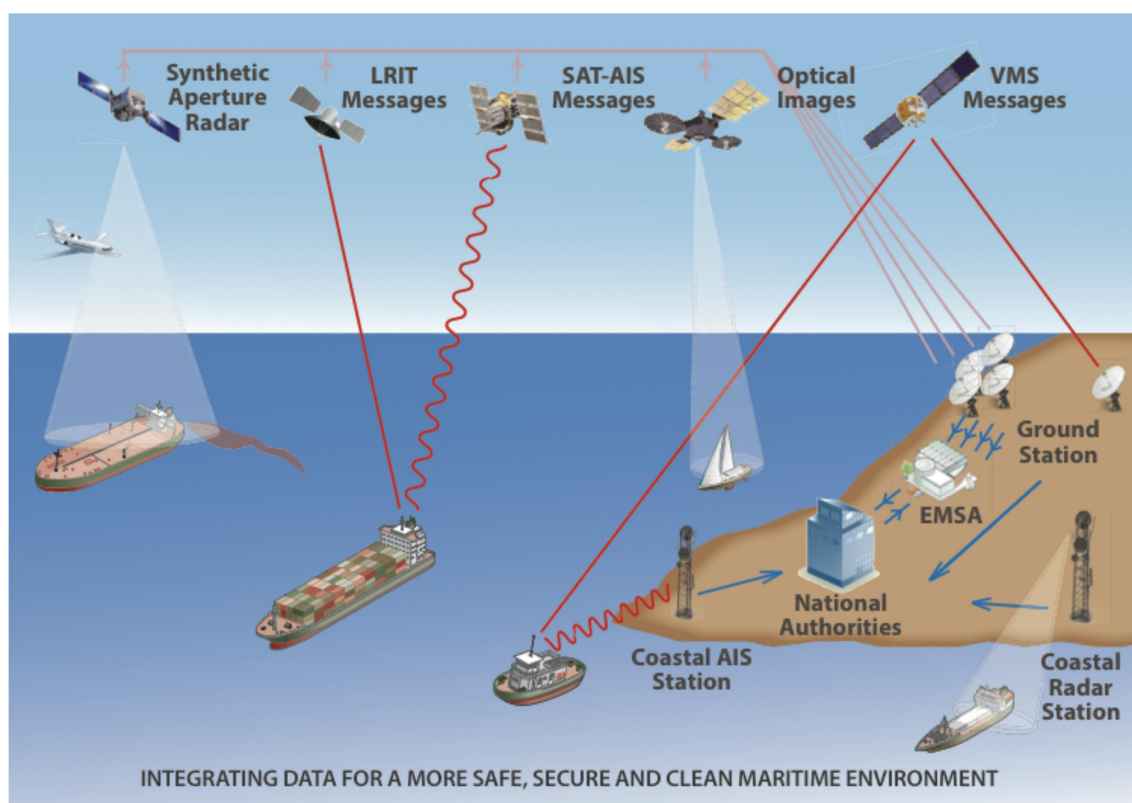 Synthetic
Aperture
Radar
LRIT
Messages
SAT-AIS
Messages
Optical
Images
VMS
Messages
Ground
Station
EMSA
National
Authorities
Coastal AIS
Station
Coastal
Radar
Station
INTEGRATING DATA FOR A MORE SAFE, SECURE AND CLEAN MARITIME ENVIRONMENT